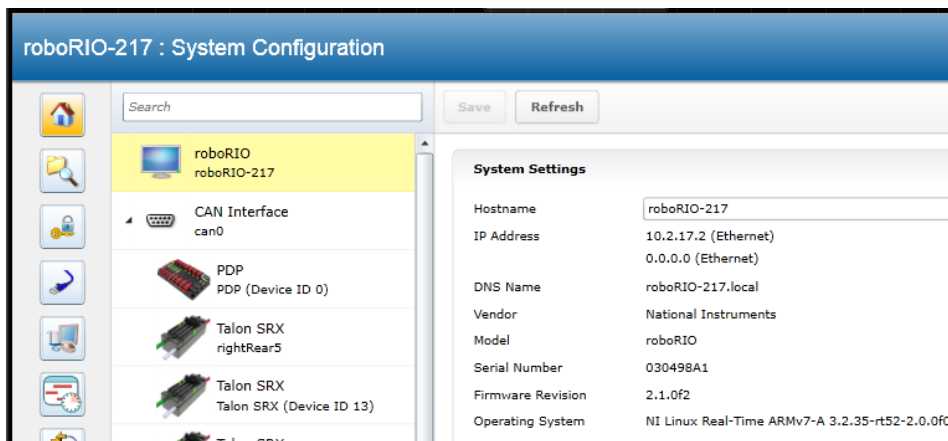 roboRIO-217 : System Configuration
Search
Save Refresh
roboRIO
roboRIO-217
CAN Interface
can0
PDP
PDP (Device ID 0)
Talon SRX
rightRear5
Talon SRX
Talon SRX (Device ID 13)
Talon SRX
System Settings
Hostname roboRIO-217
IP Address 10.2.17.2 (Ethernet)
0.0.0.0 (Ethernet)
DNS Name roboRIO-217.local
Vendor National Instruments
Model roboRIO
Serial Number 030498A1
Firmware Revision 2.1.0f2
Operating System NI Linux Real-Time ARMv7-A 3.2.35-rt52-2.0.0f0